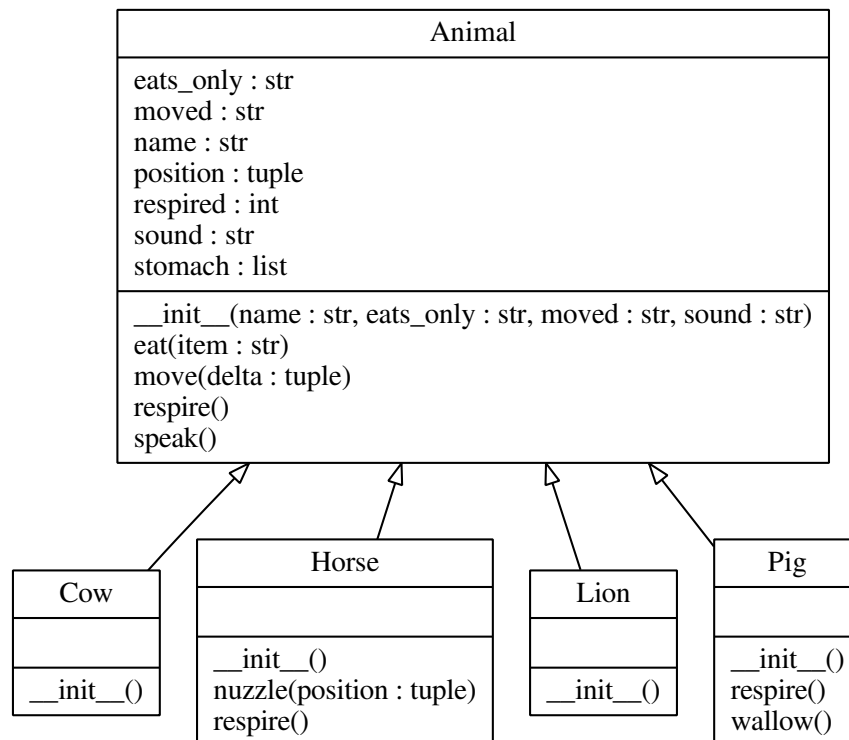 Animal
eats_only : str
moved : str
name : str
position : tuple
respired : int
sound : str
stomach : list
__init__(name : str, eats_only : str, moved : str, sound : str)
eat(item : str)
move(delta : tuple)
respire()
speak()
Cow
__init__()
Horse
__init__()
nuzzle(position : tuple)
respire()
Lion
__init__()
Pig
__init__()
respire()
wallow()